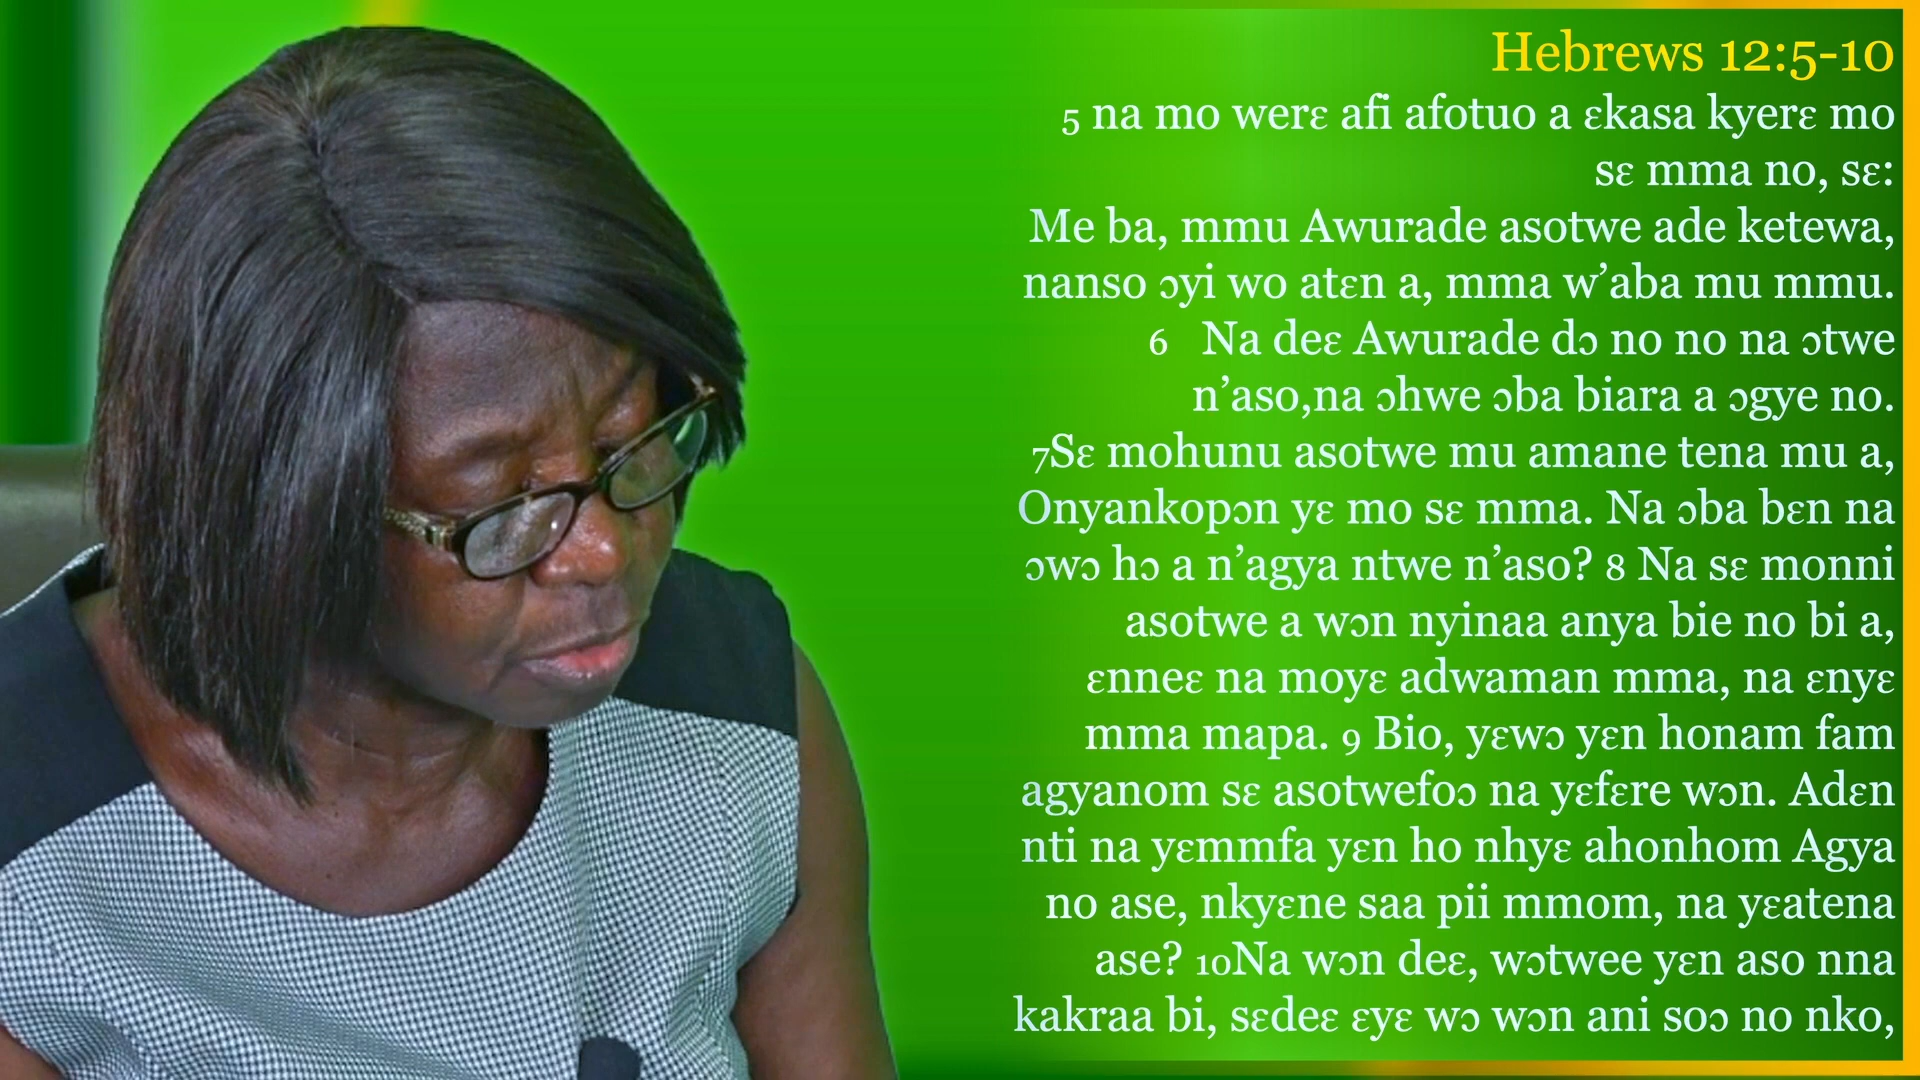 Hebrews 12:5-10
5 na mo werɛ afi afotuo a ɛkasa kyerɛ mo
sɛ mma no, sɛ:
Me ba, mmu Awurade asotwe ade ketewa,
nanso ɔyi wo atɛn a, mma w’aba mu mmu.
6 Na deɛ Awurade dɔ no no na ɔtwe
n’aso,na ɔhwe ɔba biara a ɔgye no.
7Sɛ mohunu asotwe mu amane tena mu a,
Onyankopɔn yɛ mo sɛ mma. Na ɔba bɛn na
ɔwɔ hɔ a n’agya ntwe n’aso? 8 Na sɛ monni
asotwe a wɔn nyinaa anya bie no bi a,
ɛnneɛ na moyɛ adwaman mma, na ɛnyɛ
mma mapa. 9 Bio, yɛwɔ yɛn honam fam
agyanom sɛ asotwefoɔ na yɛfɛre wɔn. Adɛn
nti na yɛmmfa yɛn ho nhyɛ ahonhom Agya
no ase, nkyɛne saa pii mmom, na yɛatena
ase? 10Na wɔn deɛ, wɔtwee yɛn aso nna
kakraa bi, sɛdeɛ ɛyɛ wɔ wɔn ani soɔ no nko,